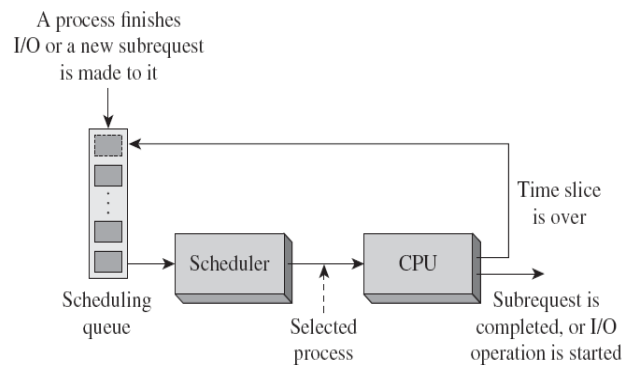 A process finishes
I/O or a new subrequest
is made to it
Time slice
is over
Scheduler
CPU
Scheduling
queue
Selected
process
Subrequest is
completed, or I/O
operation is started